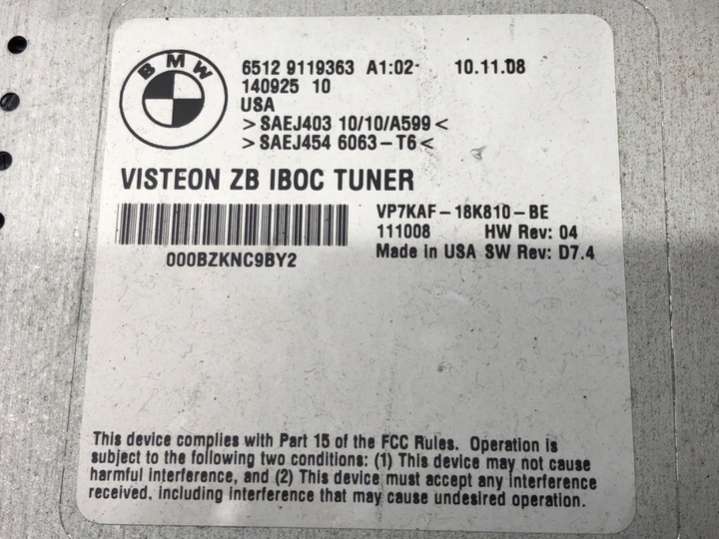 BMW
6512 9119363 A1:02 10.11.08
140925 10
USA
>SAEJ403 10/10/A599<
>SAEJ454 6063-T6<
VISTEON ZB IBOC TUNER
VP7KAF-18K810-BE
111008 HW Rev: 04
Made in USA SW Rev: D7.4
000BZKNC9BY2
This device complies with Part 15 of the FCC Rules. Operation is
subject to the following two conditions: (1) This device may not cause
harmful interference, and (2) This device must accept any interference
received, including interference that may cause undesired operation.